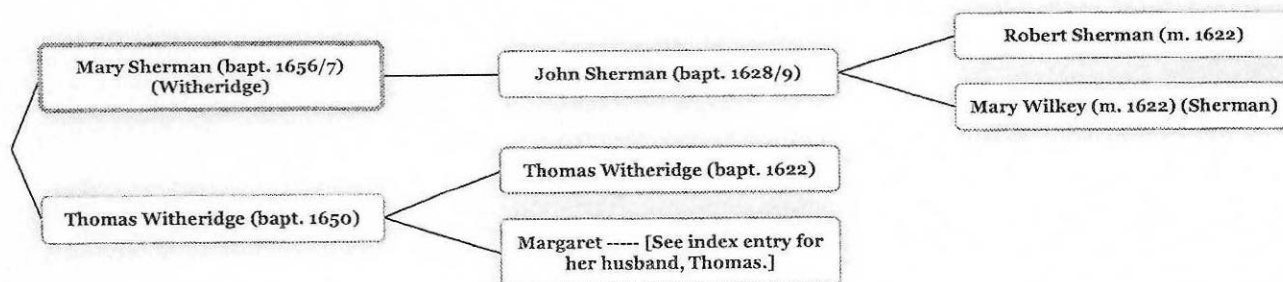 Mary Sherman (bapt. 1656/7)
(Witheridge)
John Sherman (bapt. 1628/9)
Robert Sherman (m. 1622)
Mary Wilkey (m. 1622) (Sherman)
Thomas Witheridge (bapt. 1650)
Thomas Witheridge (bapt. 1622)
Margaret ----- [See index entry for
her husband, Thomas.]